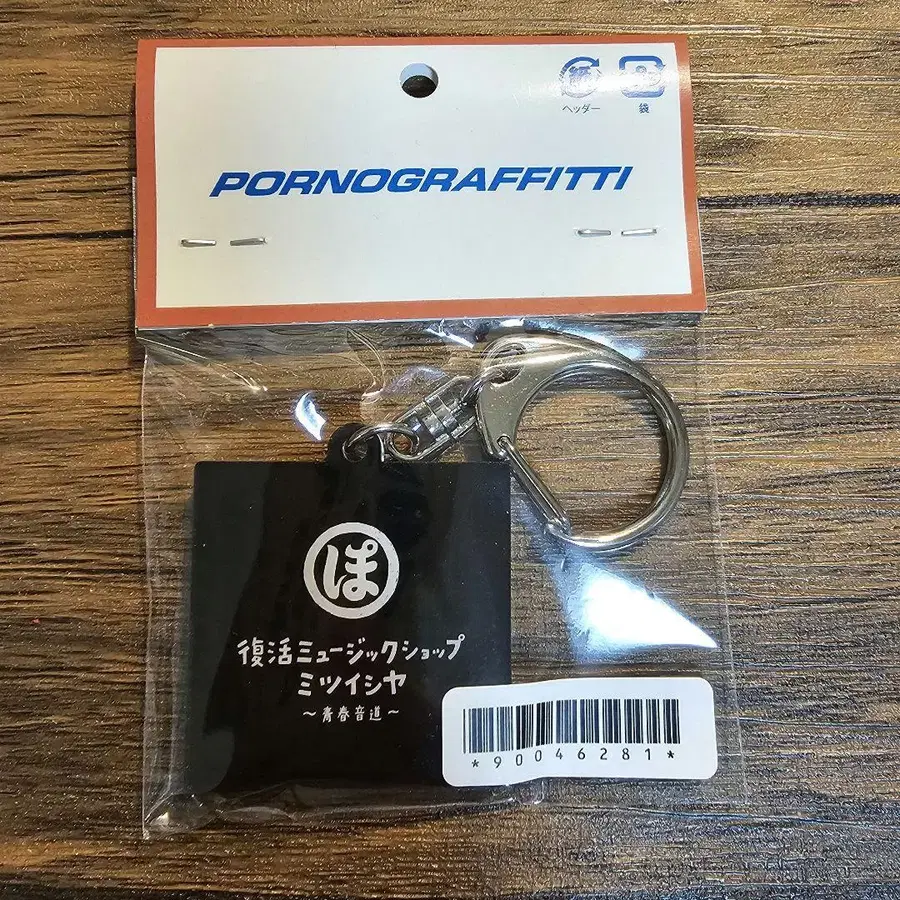 ヘッダー
袋
PORNOGRAFFITTI
ぽ
復活ミュージックショップ
ミツイシヤ
～青春音道～
*90046281*